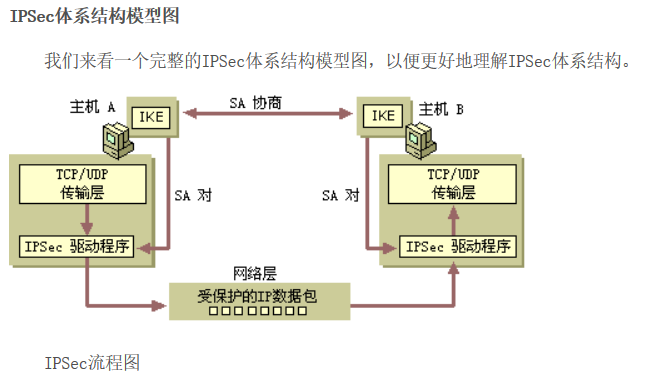 IPSec体系结构模型图
我们来看一个完整的IPSec体系结构模型图，以便更好地理解IPSec体系结构。
主机 A
IKE
SA 协商
IKE
主机 B
TCP/UDP
传输层
SA 对
SA 对
TCP/UDP
传输层
IPSec 驱动程序
IPSec 驱动程序
网络层
受保护的IP数据包
IPSec流程图